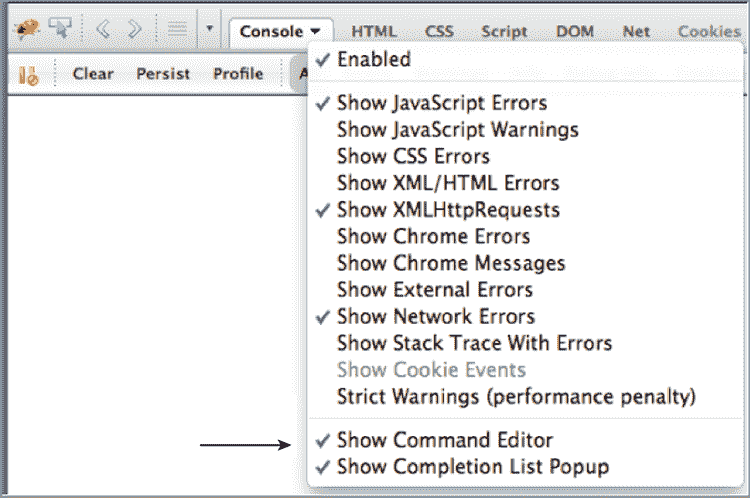 Console HTML CSS Script DOM Net Cookies
Clear Persist Profile
Enabled
Show JavaScript Errors
Show JavaScript Warnings
Show CSS Errors
Show XML/HTML Errors
Show XMLHttpRequests
Show Chrome Errors
Show Chrome Messages
Show External Errors
Show Network Errors
Show Stack Trace With Errors
Show Cookie Events
Strict Warnings (performance penalty)
Show Command Editor
Show Completion List Popup